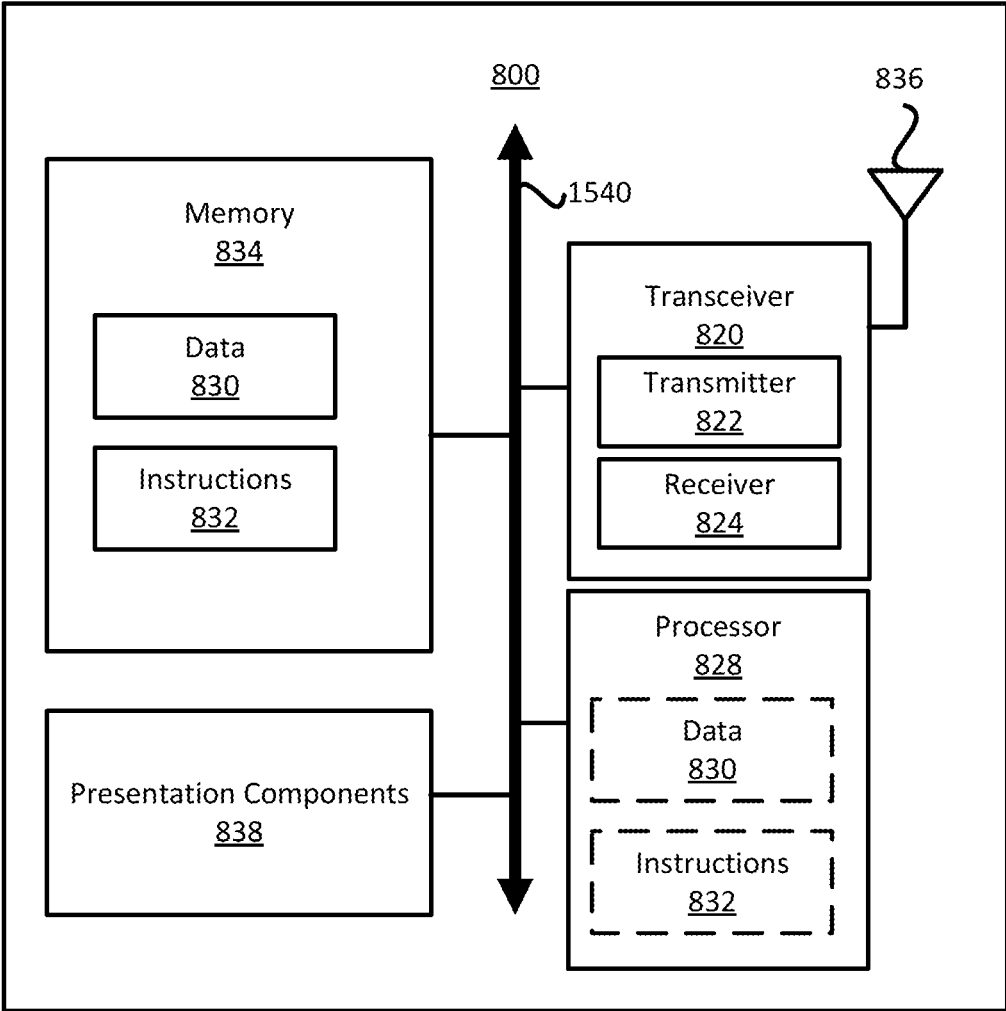 800
836
1540
Memory
834
Data
830
Instructions
832
Transceiver
820
Transmitter
822
Receiver
824
Processor
828
Data
830
Instructions
832
Presentation Components
838